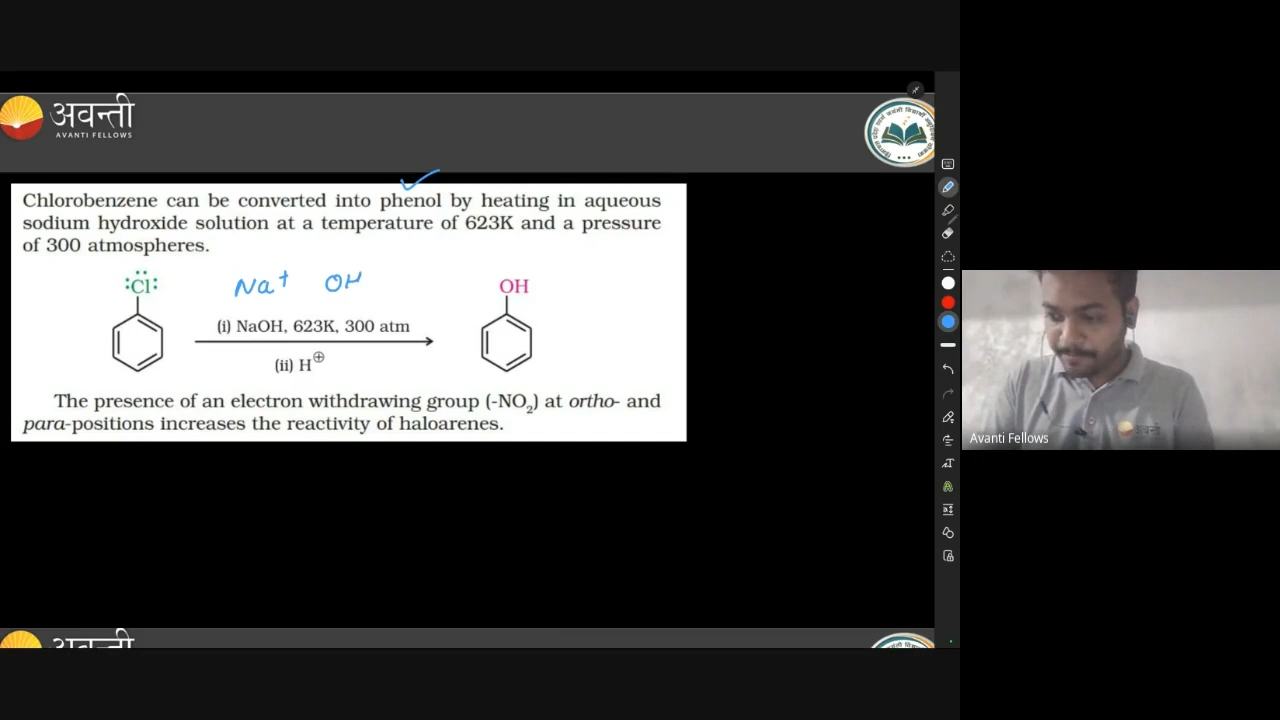 अवन्ती
AVANTI FELLOWS
Chlorobenzene can be converted into phenol by heating in aqueous
sodium hydroxide solution at a temperature of 623K and a pressure
of 300 atmospheres.
:C̈l:
Na⁺ OH
OH
(i) NaOH, 623K, 300 atm
(ii) H⊕
The presence of an electron withdrawing group (-NO₂) at ortho- and
para-positions increases the reactivity of haloarenes.
Avanti Fellows
अवन्ती